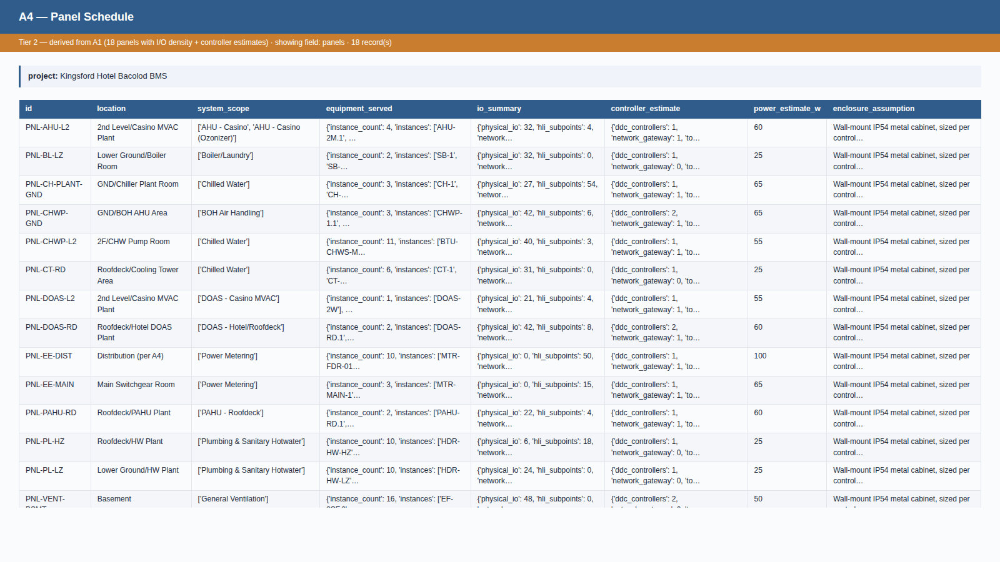 A4 — Panel Schedule
Tier 2 — derived from A1 (18 panels with I/O density + controller estimates) · showing field: panels · 18 record(s)
project: Kingsford Hotel Bacolod BMS
id location system_scope equipment_served io_summary controller_estimate power_estimate_w enclosure_assumption
PNL-AHU-L2 2nd Level/Casino MVAC ['AHU - Casino', 'AHU - Casino {'instance_count': 4, 'instances': ['AHU- {'physical_io': 32, 'hli_subpoints': 4, {'ddc_controllers': 1, 60 Wall-mount IP54 metal cabinet, sized per
Plant (Ozonizer)'] 2M.1', … 'network… 'network_gateway': 1, 'to… control…
PNL-BL-LZ Lower Ground/Boiler ['Boiler/Laundry'] {'instance_count': 2, 'instances': ['SB-1', {'physical_io': 32, 'hli_subpoints': 0, {'ddc_controllers': 1, 25 Wall-mount IP54 metal cabinet, sized per
Room 'SB-… 'network… 'network_gateway': 0, 'to… control…
PNL-CH-PLANT- GND/Chiller Plant Room ['Chilled Water'] {'instance_count': 3, 'instances': ['CH-1', {'physical_io': 27, 'hli_subpoints': 54, {'ddc_controllers': 1, 65 Wall-mount IP54 metal cabinet, sized per
GND 'CH-… 'networ… 'network_gateway': 1, 'to… control…
PNL-CHWP- GND/BOH AHU Area ['BOH Air Handling'] {'instance_count': 3, 'instances': ['CHWP- {'physical_io': 42, 'hli_subpoints': 6, {'ddc_controllers': 2, 65 Wall-mount IP54 metal cabinet, sized per
GND 1.1', … 'network… 'network_gateway': 1, 'to… control…
PNL-CHWP-L2 2F/CHW Pump Room ['Chilled Water'] {'instance_count': 11, 'instances': ['BTU- {'physical_io': 40, 'hli_subpoints': 3, {'ddc_controllers': 1, 55 Wall-mount IP54 metal cabinet, sized per
CHWS-M… 'network… 'network_gateway': 1, 'to… control…
PNL-CT-RD Roofdeck/Cooling Tower ['Chilled Water'] {'instance_count': 6, 'instances': ['CT-1', {'physical_io': 31, 'hli_subpoints': 0, {'ddc_controllers': 1, 25 Wall-mount IP54 metal cabinet, sized per
Area 'CT-… 'network… 'network_gateway': 0, 'to… control…
PNL-DOAS-L2 2nd Level/Casino MVAC ['DOAS - Casino MVAC'] {'instance_count': 1, 'instances': ['DOAS- {'physical_io': 21, 'hli_subpoints': 4, {'ddc_controllers': 1, 55 Wall-mount IP54 metal cabinet, sized per
Plant 2W'], … 'network… 'network_gateway': 1, 'to… control…
PNL-DOAS-RD Roofdeck/Hotel DOAS ['DOAS - Hotel/Roofdeck'] {'instance_count': 2, 'instances': ['DOAS- {'physical_io': 42, 'hli_subpoints': 8, {'ddc_controllers': 2, 60 Wall-mount IP54 metal cabinet, sized per
Plant RD.1',… 'network… 'network_gateway': 1, 'to… control…
PNL-EE-DIST Distribution (per A4) ['Power Metering'] {'instance_count': 10, 'instances': ['MTR- {'physical_io': 0, 'hli_subpoints': 50, {'ddc_controllers': 1, 100 Wall-mount IP54 metal cabinet, sized per
FDR-01… 'network… 'network_gateway': 1, 'to… control…
PNL-EE-MAIN Main Switchgear Room ['Power Metering'] {'instance_count': 3, 'instances': ['MTR- {'physical_io': 0, 'hli_subpoints': 15, {'ddc_controllers': 1, 65 Wall-mount IP54 metal cabinet, sized per
MAIN-1'… 'network… 'network_gateway': 1, 'to… control…
PNL-PAHU-RD Roofdeck/PAHU Plant ['PAHU - Roofdeck'] {'instance_count': 2, 'instances': ['PAHU- {'physical_io': 22, 'hli_subpoints': 4, {'ddc_controllers': 1, 60 Wall-mount IP54 metal cabinet, sized per
RD.1',… 'network… 'network_gateway': 1, 'to… control…
PNL-PL-HZ Roofdeck/HW Plant ['Plumbing & Sanitary Hotwater'] {'instance_count': 10, 'instances': ['HDR- {'physical_io': 6, 'hli_subpoints': 18, {'ddc_controllers': 1, 25 Wall-mount IP54 metal cabinet, sized per
HW-HZ'… 'network… 'network_gateway': 0, 'to… control…
PNL-PL-LZ Lower Ground/HW Plant ['Plumbing & Sanitary Hotwater'] {'instance_count': 10, 'instances': ['HDR- {'physical_io': 24, 'hli_subpoints': 0, {'ddc_controllers': 1, 25 Wall-mount IP54 metal cabinet, sized per
HW-LZ'… 'network… 'network_gateway': 0, 'to… control…
PNL-VENT- Basement ['General Ventilation'] {'instance_count': 16, 'instances': ['EF- {'physical_io': 48, 'hli_subpoints': 0, {'ddc_controllers': 2, 50 Wall-mount IP54 metal cabinet, sized per